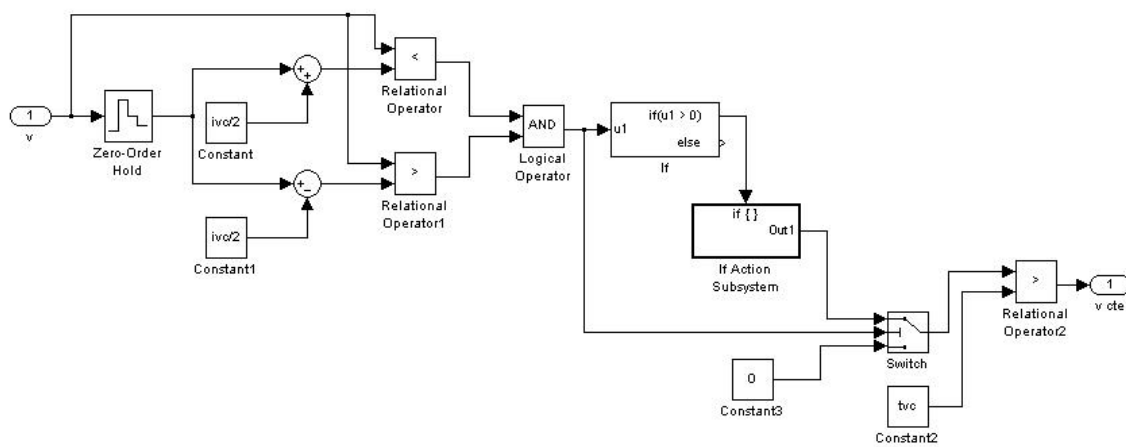 1
v
Zero-Order
Hold
ivc/2
Constant
ivc/2
Constant1
+
+
+
−
<
Relational
Operator
>
Relational
Operator1
AND
Logical
Operator
u1
if(u1 > 0)
else
If
if { }
Out1
If Action
Subsystem
0
Constant3
Switch
tvc
Constant2
>
Relational
Operator2
1
v cte